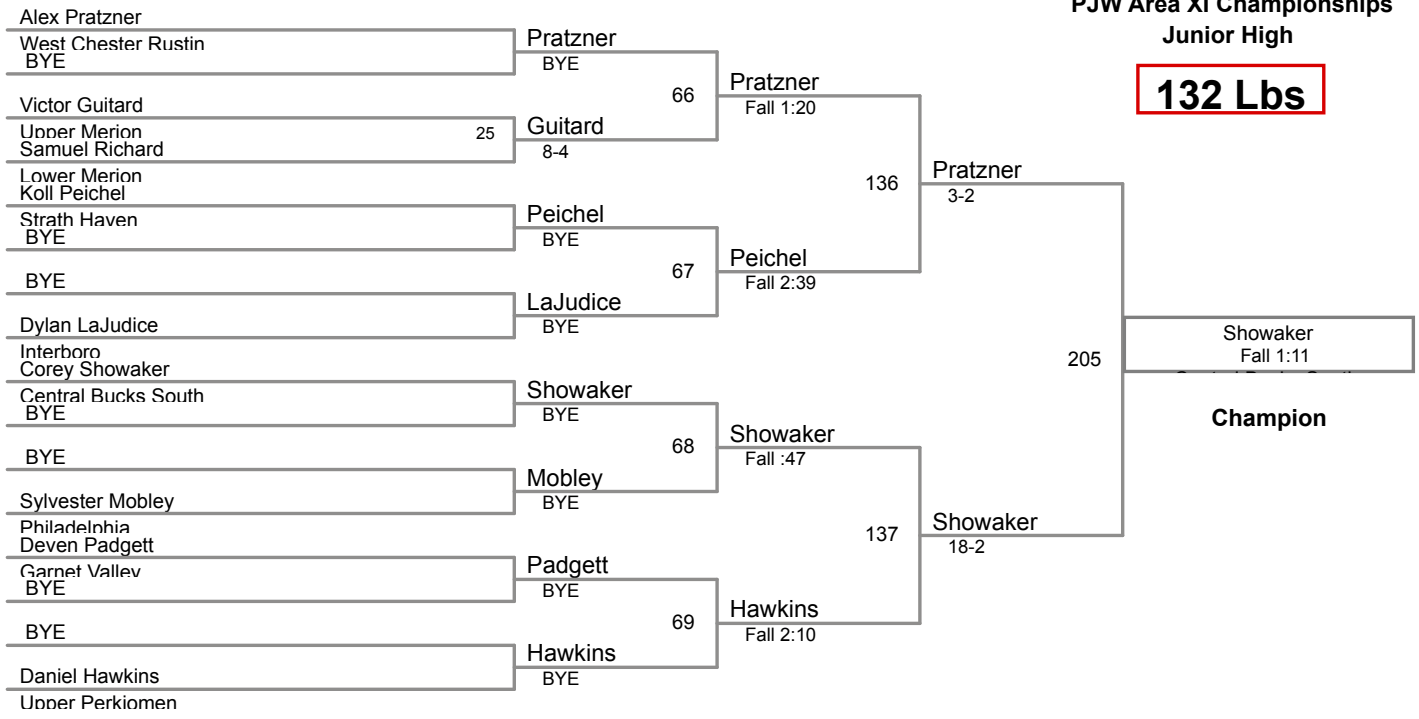 PJW Area XI Championships
Junior High
132 Lbs
Alex Pratzner
West Chester Rustin
BYE
Victor Guitard
Upper Merion
Samuel Richard
Lower Merion
Koll Peichel
Strath Haven
BYE
BYE
Dylan LaJudice
Interboro
Corey Showaker
Central Bucks South
BYE
BYE
Sylvester Mobley
Philadelphia
Deven Padgett
Garnet Valley
BYE
BYE
Daniel Hawkins
Upper Perkiomen
25
Pratzner
BYE
Guitard
8-4
Peichel
BYE
LaJudice
BYE
Showaker
BYE
Mobley
BYE
Padgett
BYE
Hawkins
BYE
66
67
68
69
Pratzner
Fall 1:20
Peichel
Fall 2:39
Showaker
Fall :47
Hawkins
Fall 2:10
136
137
Pratzner
3-2
Showaker
18-2
205
Showaker
Fall 1:11
Champion